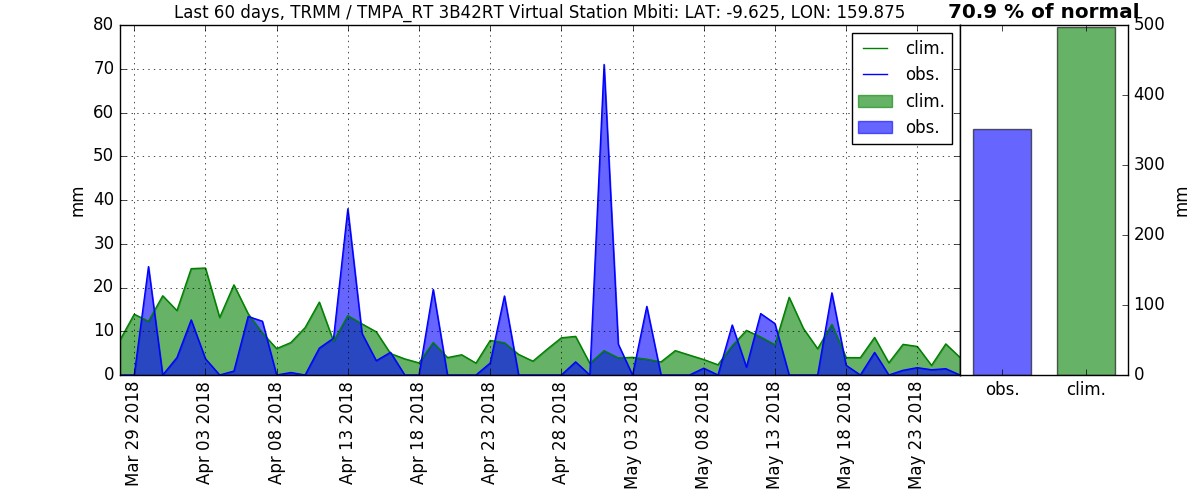 Last 60 days, TRMM / TMPA_RT 3B42RT Virtual Station Mbiti: LAT: -9.625, LON: 159.875
70.9 % of normal
80
70
60
50
40
30
20
10
0
mm
clim.
obs.
clim.
obs.
500
400
300
200
100
0
mm
obs.
clim.
Mar 29 2018
Apr 03 2018
Apr 08 2018
Apr 13 2018
Apr 18 2018
Apr 23 2018
Apr 28 2018
May 03 2018
May 08 2018
May 13 2018
May 18 2018
May 23 2018